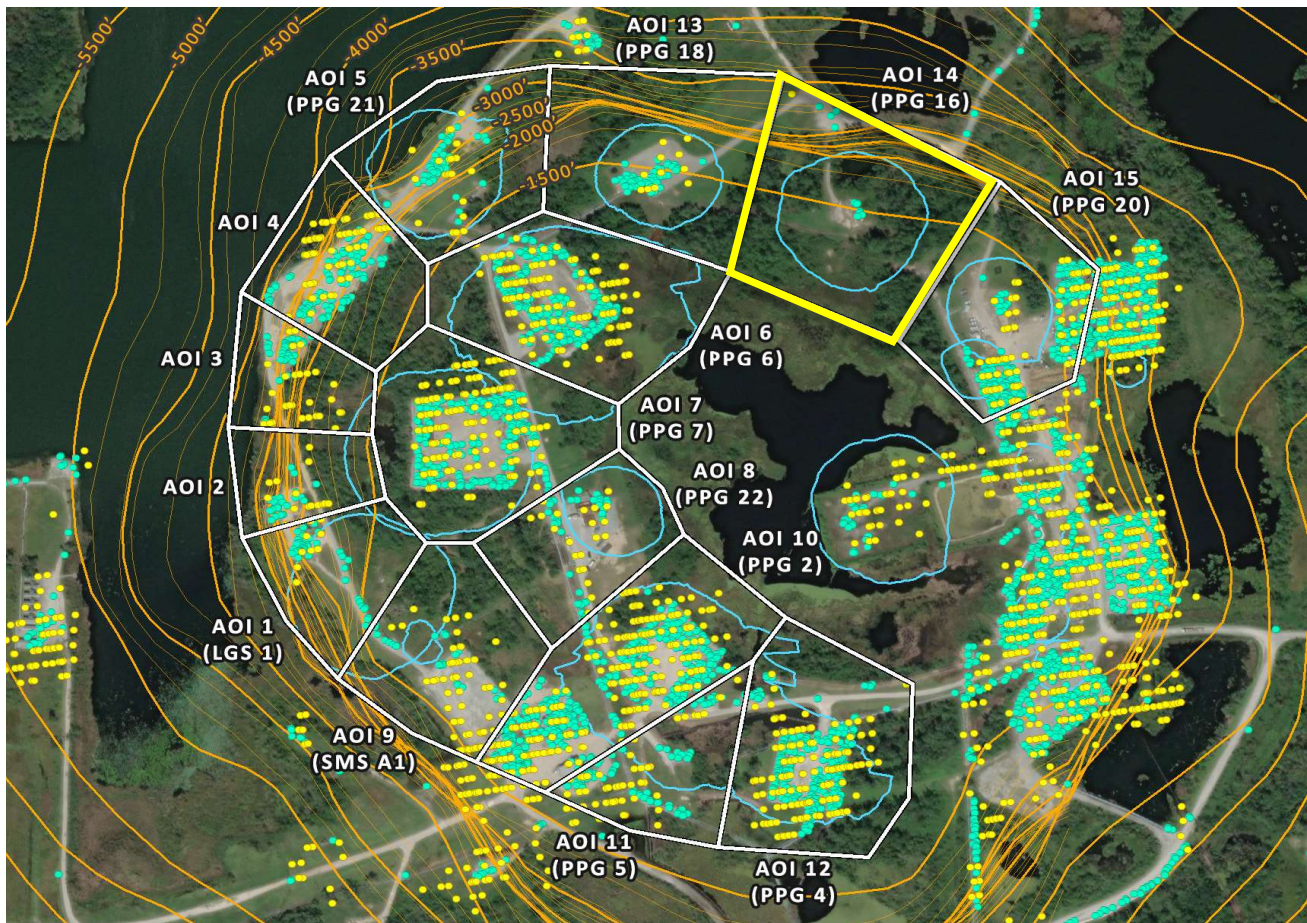 -5500'
-5000'
-4500'
-4000'
-3500'
-3000'
-2500'
-2000'
-1500'
AOI 13
(PPG 18)
AOI 5
(PPG 21)
AOI 14
(PPG 16)
AOI 15
(PPG 20)
AOI 4
AOI 3
AOI 6
(PPG 6)
AOI 7
(PPG 7)
AOI 2
AOI 8
(PPG 22)
AOI 10
(PPG 2)
AOI 1
(LGS 1)
AOI 9
(SMS A1)
AOI 11
(PPG 5)
AOI 12
(PPG 4)